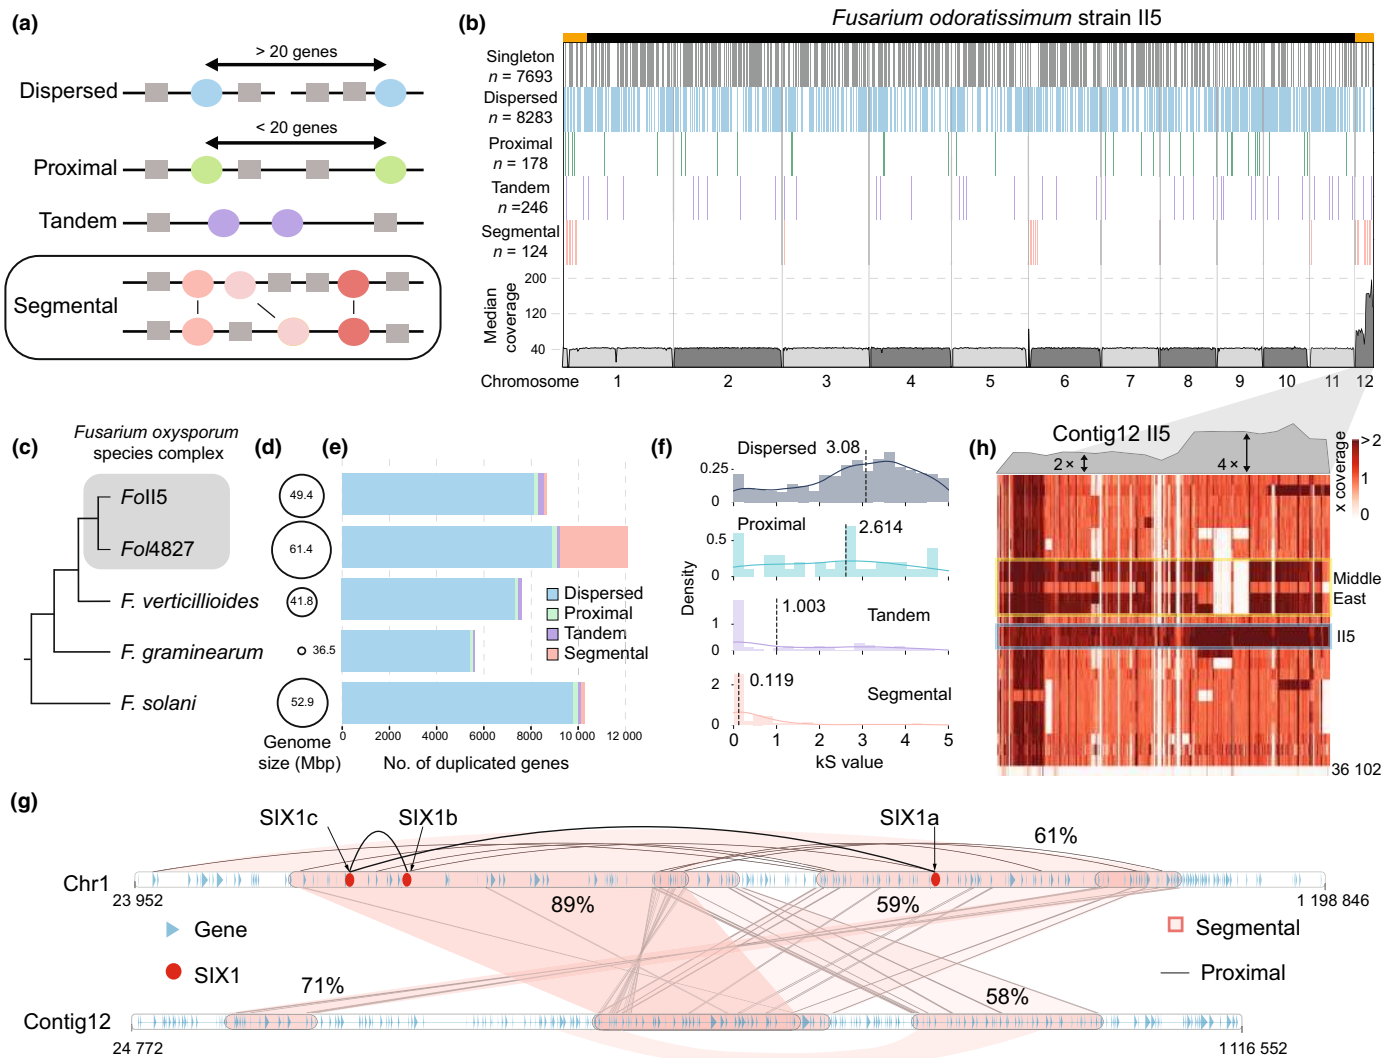 (a)
> 20 genes
Dispersed
< 20 genes
Proximal
Tandem
Segmental
(b)
Fusarium odoratissimum strain II5
Singleton
n = 7693
Dispersed
n = 8283
Proximal
n = 178
Tandem
n =246
Segmental
n = 124
Median
coverage
200
120
40
Chromosome
1 2 3 4 5 6 7 8 9 10 11 12
(c)
Fusarium oxysporum
species complex
FoII5
Fol4827
F. verticillioides
F. graminearum
F. solani
(d)
49.4
61.4
41.8
36.5
52.9
Genome
size (Mbp)
(e)
Dispersed
Proximal
Tandem
Segmental
0 2000 4000 6000 8000 10 000 12 000
No. of duplicated genes
(f)
Dispersed 3.08
0.25
0
Proximal
2.614
0.5
0
Density
1.003
Tandem
1
0
0.119
Segmental
2
0
0 1 2 3 4 5
kS value
(h)
Contig12 II5
2 ×
4 ×
x coverage
> 2
1
0
Middle
East
II5
36 102
(g)
SIX1c
SIX1b
SIX1a
61%
Chr1
23 952
1 198 846
89%
59%
Gene
SIX1
Segmental
Proximal
71%
58%
Contig12
24 772
1 116 552